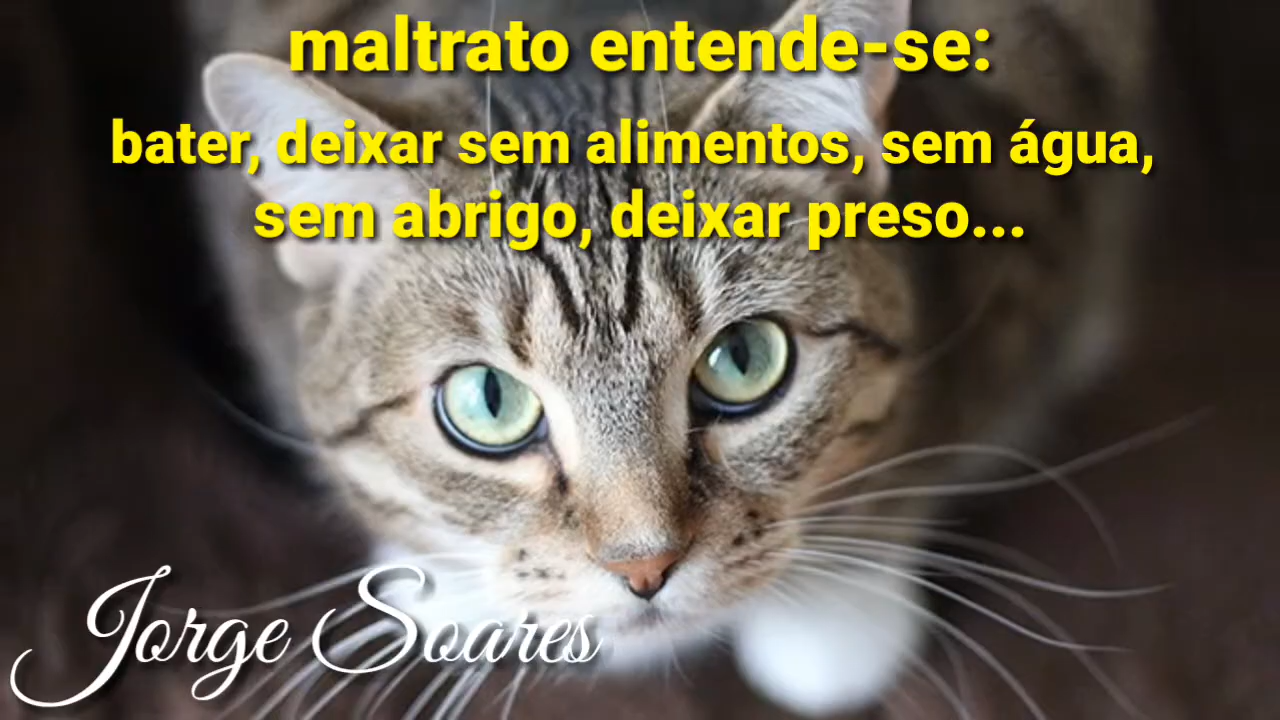 maltrato entende-se:
bater, deixar sem alimentos, sem água,
sem abrigo, deixar preso...
Jorge Soares